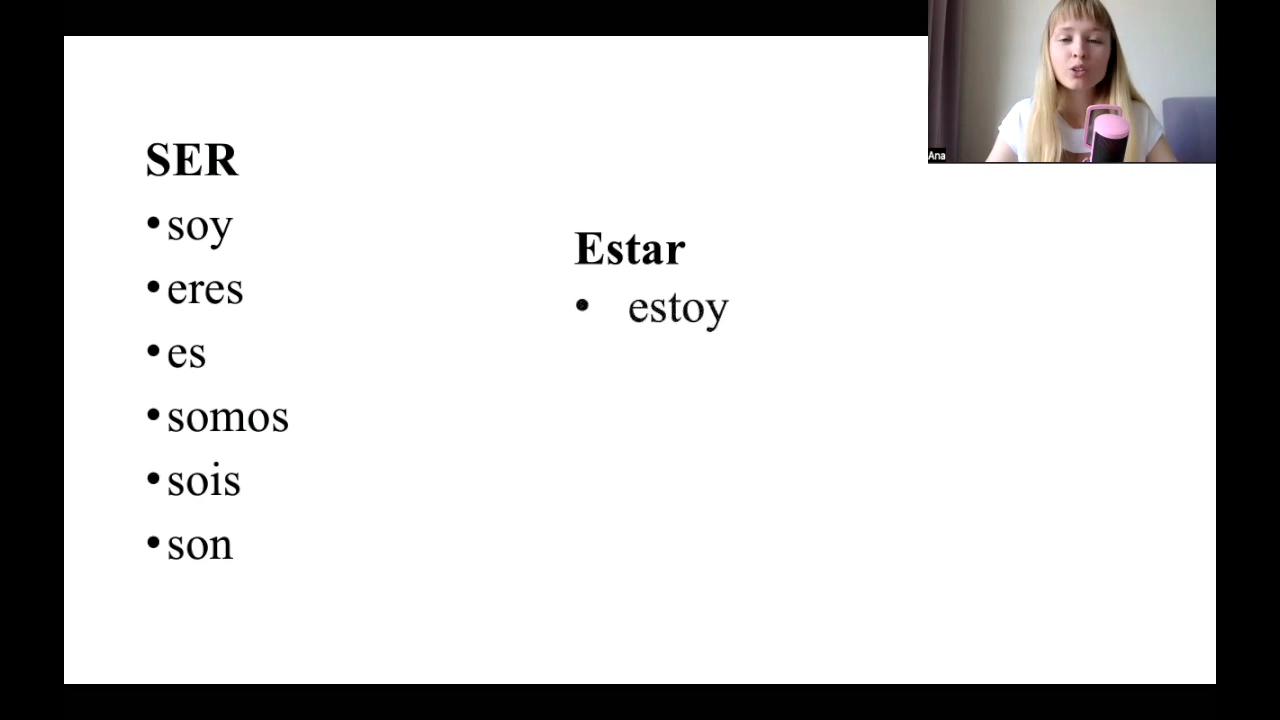 SER
• soy
• eres
• es
• somos
• sois
• son
Estar
• estoy
Ana